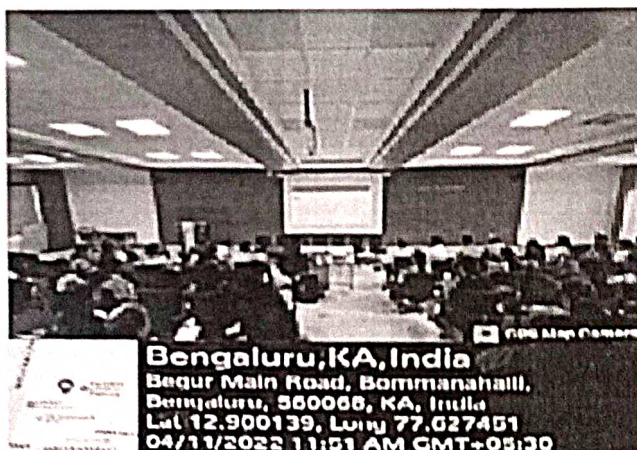 GPS Map Camera
Bengaluru,KA,India
Begur Main Road, Bommanahalli,
Bengaluru, 560068, KA, India
Lat 12.900139, Long 77.627451
04/11/2022 11:51 AM GMT+05:30